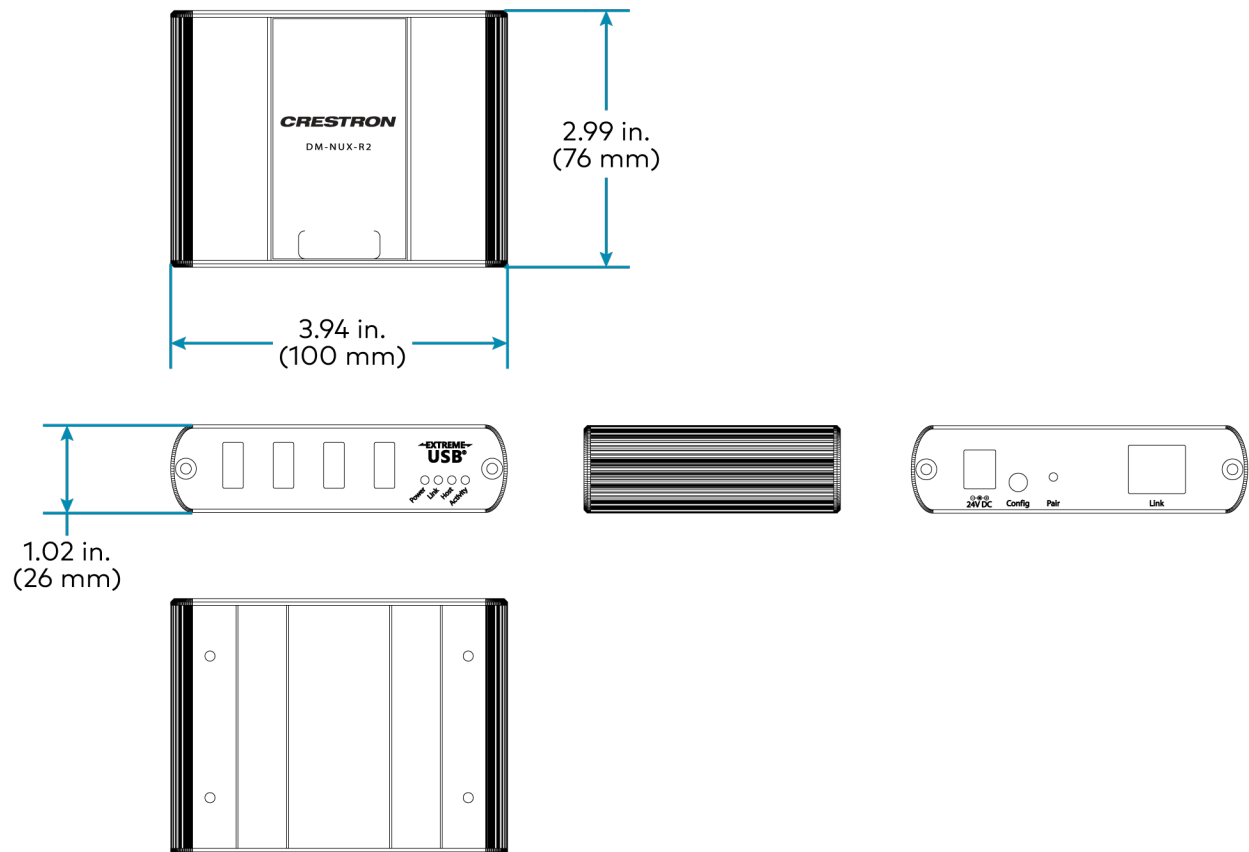 CRESTRON
DM-NUX-R2
2.99 in.
(76 mm)
3.94 in.
(100 mm)
EXTREME
USB®
Power Link Host Activity
1.02 in.
(26 mm)
24V DC Config Pair Link